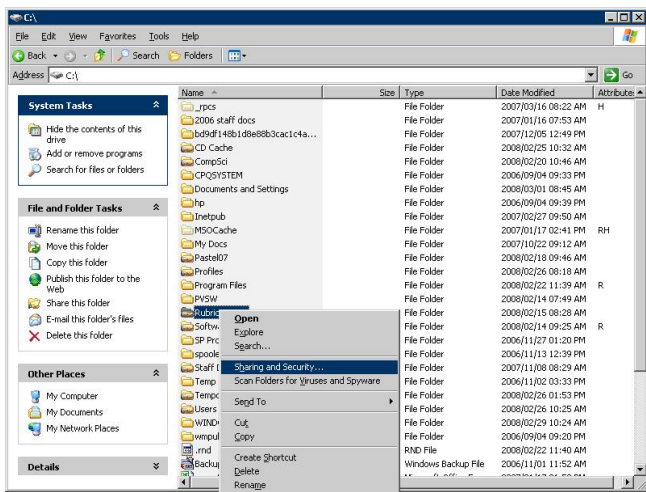 C:\
File Edit View Favorites Tools Help
Back Search Folders
Address C:\ Go
System Tasks
Hide the contents of this
drive
Add or remove programs
Search for files or folders
File and Folder Tasks
Rename this folder
Move this folder
Copy this folder
Publish this folder to the
Web
Share this folder
E-mail this folder's files
Delete this folder
Other Places
My Computer
My Documents
My Network Places
Details
Name Size Type Date Modified Attributes
_rpcs File Folder 2007/03/16 08:22 AM H
2006 staff docs File Folder 2007/01/16 07:53 AM
bd9df148b1d8e88b3cac1c4a... File Folder 2007/12/05 12:49 PM
CD Cache File Folder 2008/02/25 10:32 AM
CompSci File Folder 2008/02/20 10:46 AM
CPQSYSTEM File Folder 2006/09/04 09:33 PM
Documents and Settings File Folder 2008/03/01 08:45 AM
hp File Folder 2006/09/04 09:39 PM
Inetpub File Folder 2007/02/27 09:50 AM
MSOCache File Folder 2007/01/17 02:41 PM RH
My Docs File Folder 2007/10/22 09:12 AM
Pastel07 File Folder 2008/02/18 09:46 AM
Profiles File Folder 2008/02/26 08:18 AM
Program Files File Folder 2008/02/22 11:39 AM R
PVSW File Folder 2008/02/14 07:49 AM
Rubric File Folder 2008/02/15 08:28 AM
Softw File Folder 2008/02/14 09:25 AM R
SP Pro File Folder 2006/11/27 01:20 PM
spoole File Folder 2006/11/13 12:39 PM
Staff D File Folder 2007/11/08 08:29 AM
Temp File Folder 2006/11/02 03:33 PM
Tempo File Folder 2008/02/26 01:53 PM
Users File Folder 2008/02/26 10:25 AM
WIND File Folder 2008/02/29 10:24 AM
wmpul File Folder 2006/09/04 09:20 PM
.rnd RND File 2008/02/22 11:40 AM
Backu Windows Backup File 2006/11/01 11:52 AM
Open
Explore
Search...
Sharing and Security...
Scan Folders for Viruses and Spyware
Send To
Cut
Copy
Create Shortcut
Delete
Rename